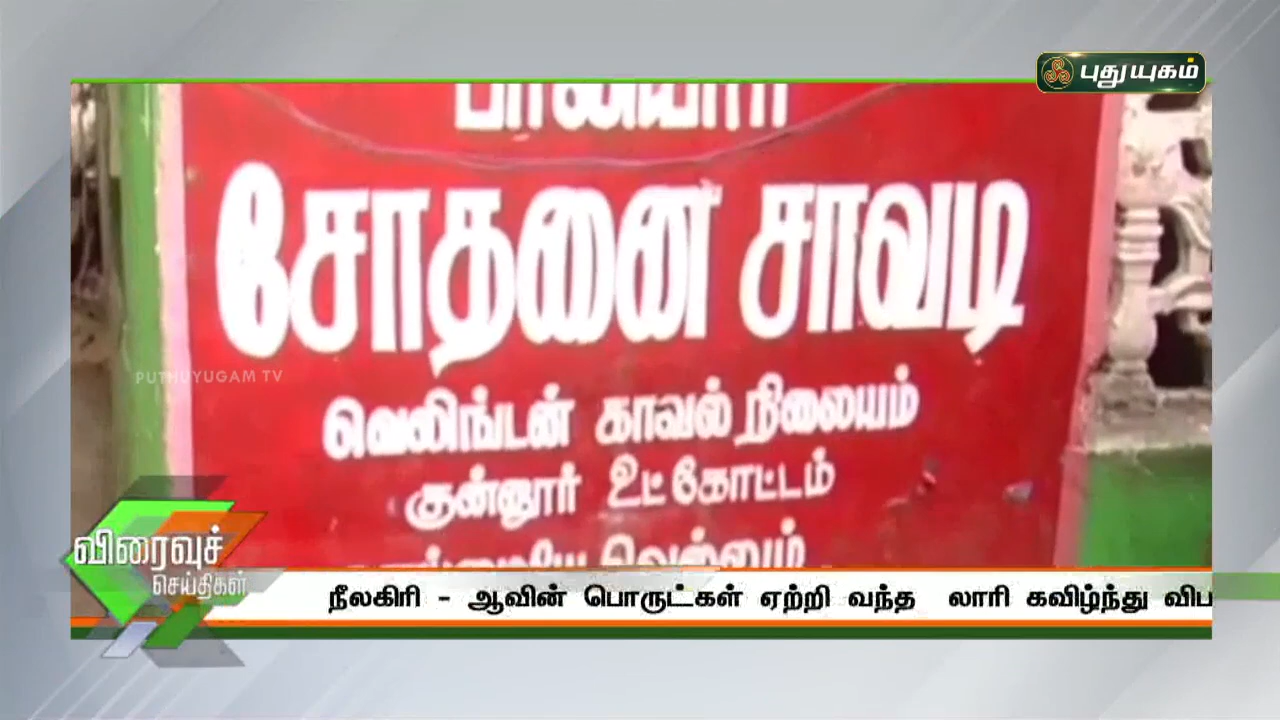 புதுயுகம்
சோதனை சாவடி
PUTHUYUGAM TV
வெலிங்டன் காவல் நிலையம்
குன்னூர் உட்கோட்டம்
வெல்லும்
விரைவுச்
செய்திகள்
நீலகிரி - ஆவின் பொருட்கள் ஏற்றி வந்த லாரி கவிழ்ந்து விப